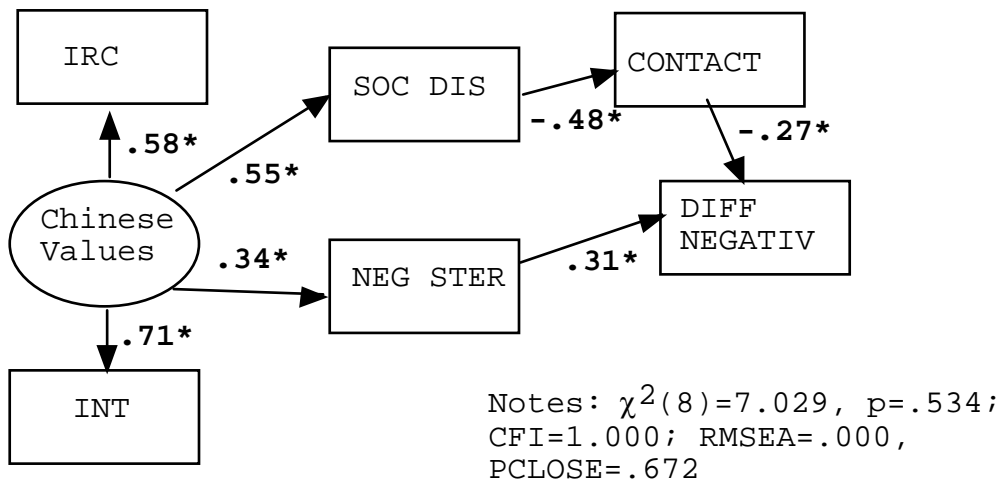 IRC
SOC DIS
CONTACT
.58*
-.48*
-.27*
.55*
Chinese
Values
DIFF
NEGATIV
.34*
NEG STER
.31*
.71*
INT
Notes: χ2(8)=7.029, p=.534;
CFI=1.000; RMSEA=.000,
PCLOSE=.672